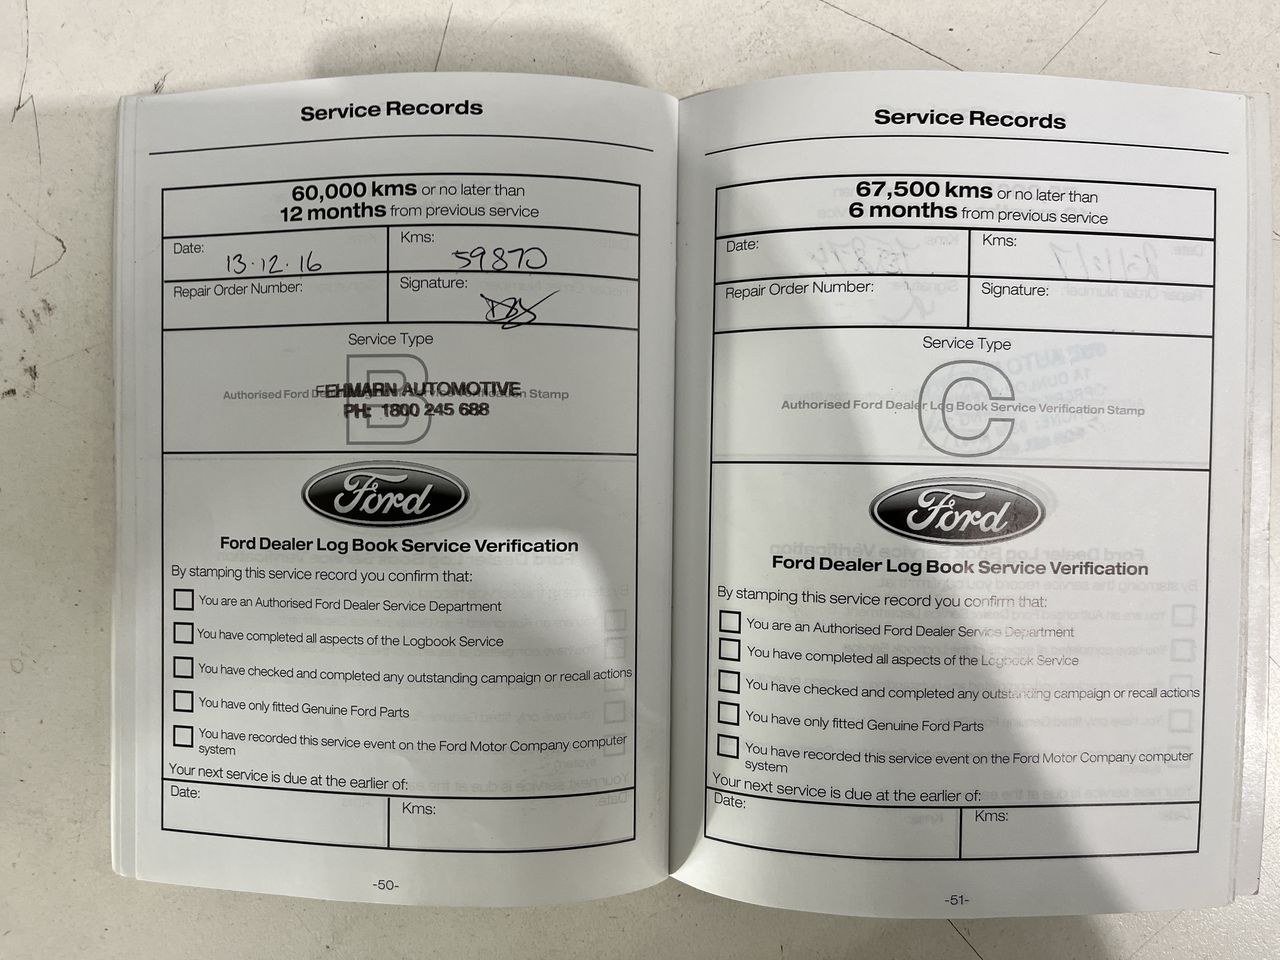 Service Records
60,000 kms or no later than
12 months from previous service
Date:
13.12.16
Kms:
59870
Repair Order Number:
Signature:
Service Type
B
Authorised Ford Dealer Log Book Service Verification Stamp
LEHMARN AUTOMOTIVE
PH: 1800 245 688
Ford
Ford Dealer Log Book Service Verification
By stamping this service record you confirm that:
You are an Authorised Ford Dealer Service Department
You have completed all aspects of the Logbook Service
You have checked and completed any outstanding campaign or recall actions
You have only fitted Genuine Ford Parts
You have recorded this service event on the Ford Motor Company computer
system
Your next service is due at the earlier of:
Date:
Kms:
-50-
Service Records
67,500 kms or no later than
6 months from previous service
Date:
Kms:
Repair Order Number:
Signature:
Service Type
C
Authorised Ford Dealer Log Book Service Verification Stamp
Ford
Ford Dealer Log Book Service Verification
By stamping this service record you confirm that:
You are an Authorised Ford Dealer Service Department
You have completed all aspects of the Logbook Service
You have checked and completed any outstanding campaign or recall actions
You have only fitted Genuine Ford Parts
You have recorded this service event on the Ford Motor Company computer
system
Your next service is due at the earlier of:
Date:
Kms:
-51-